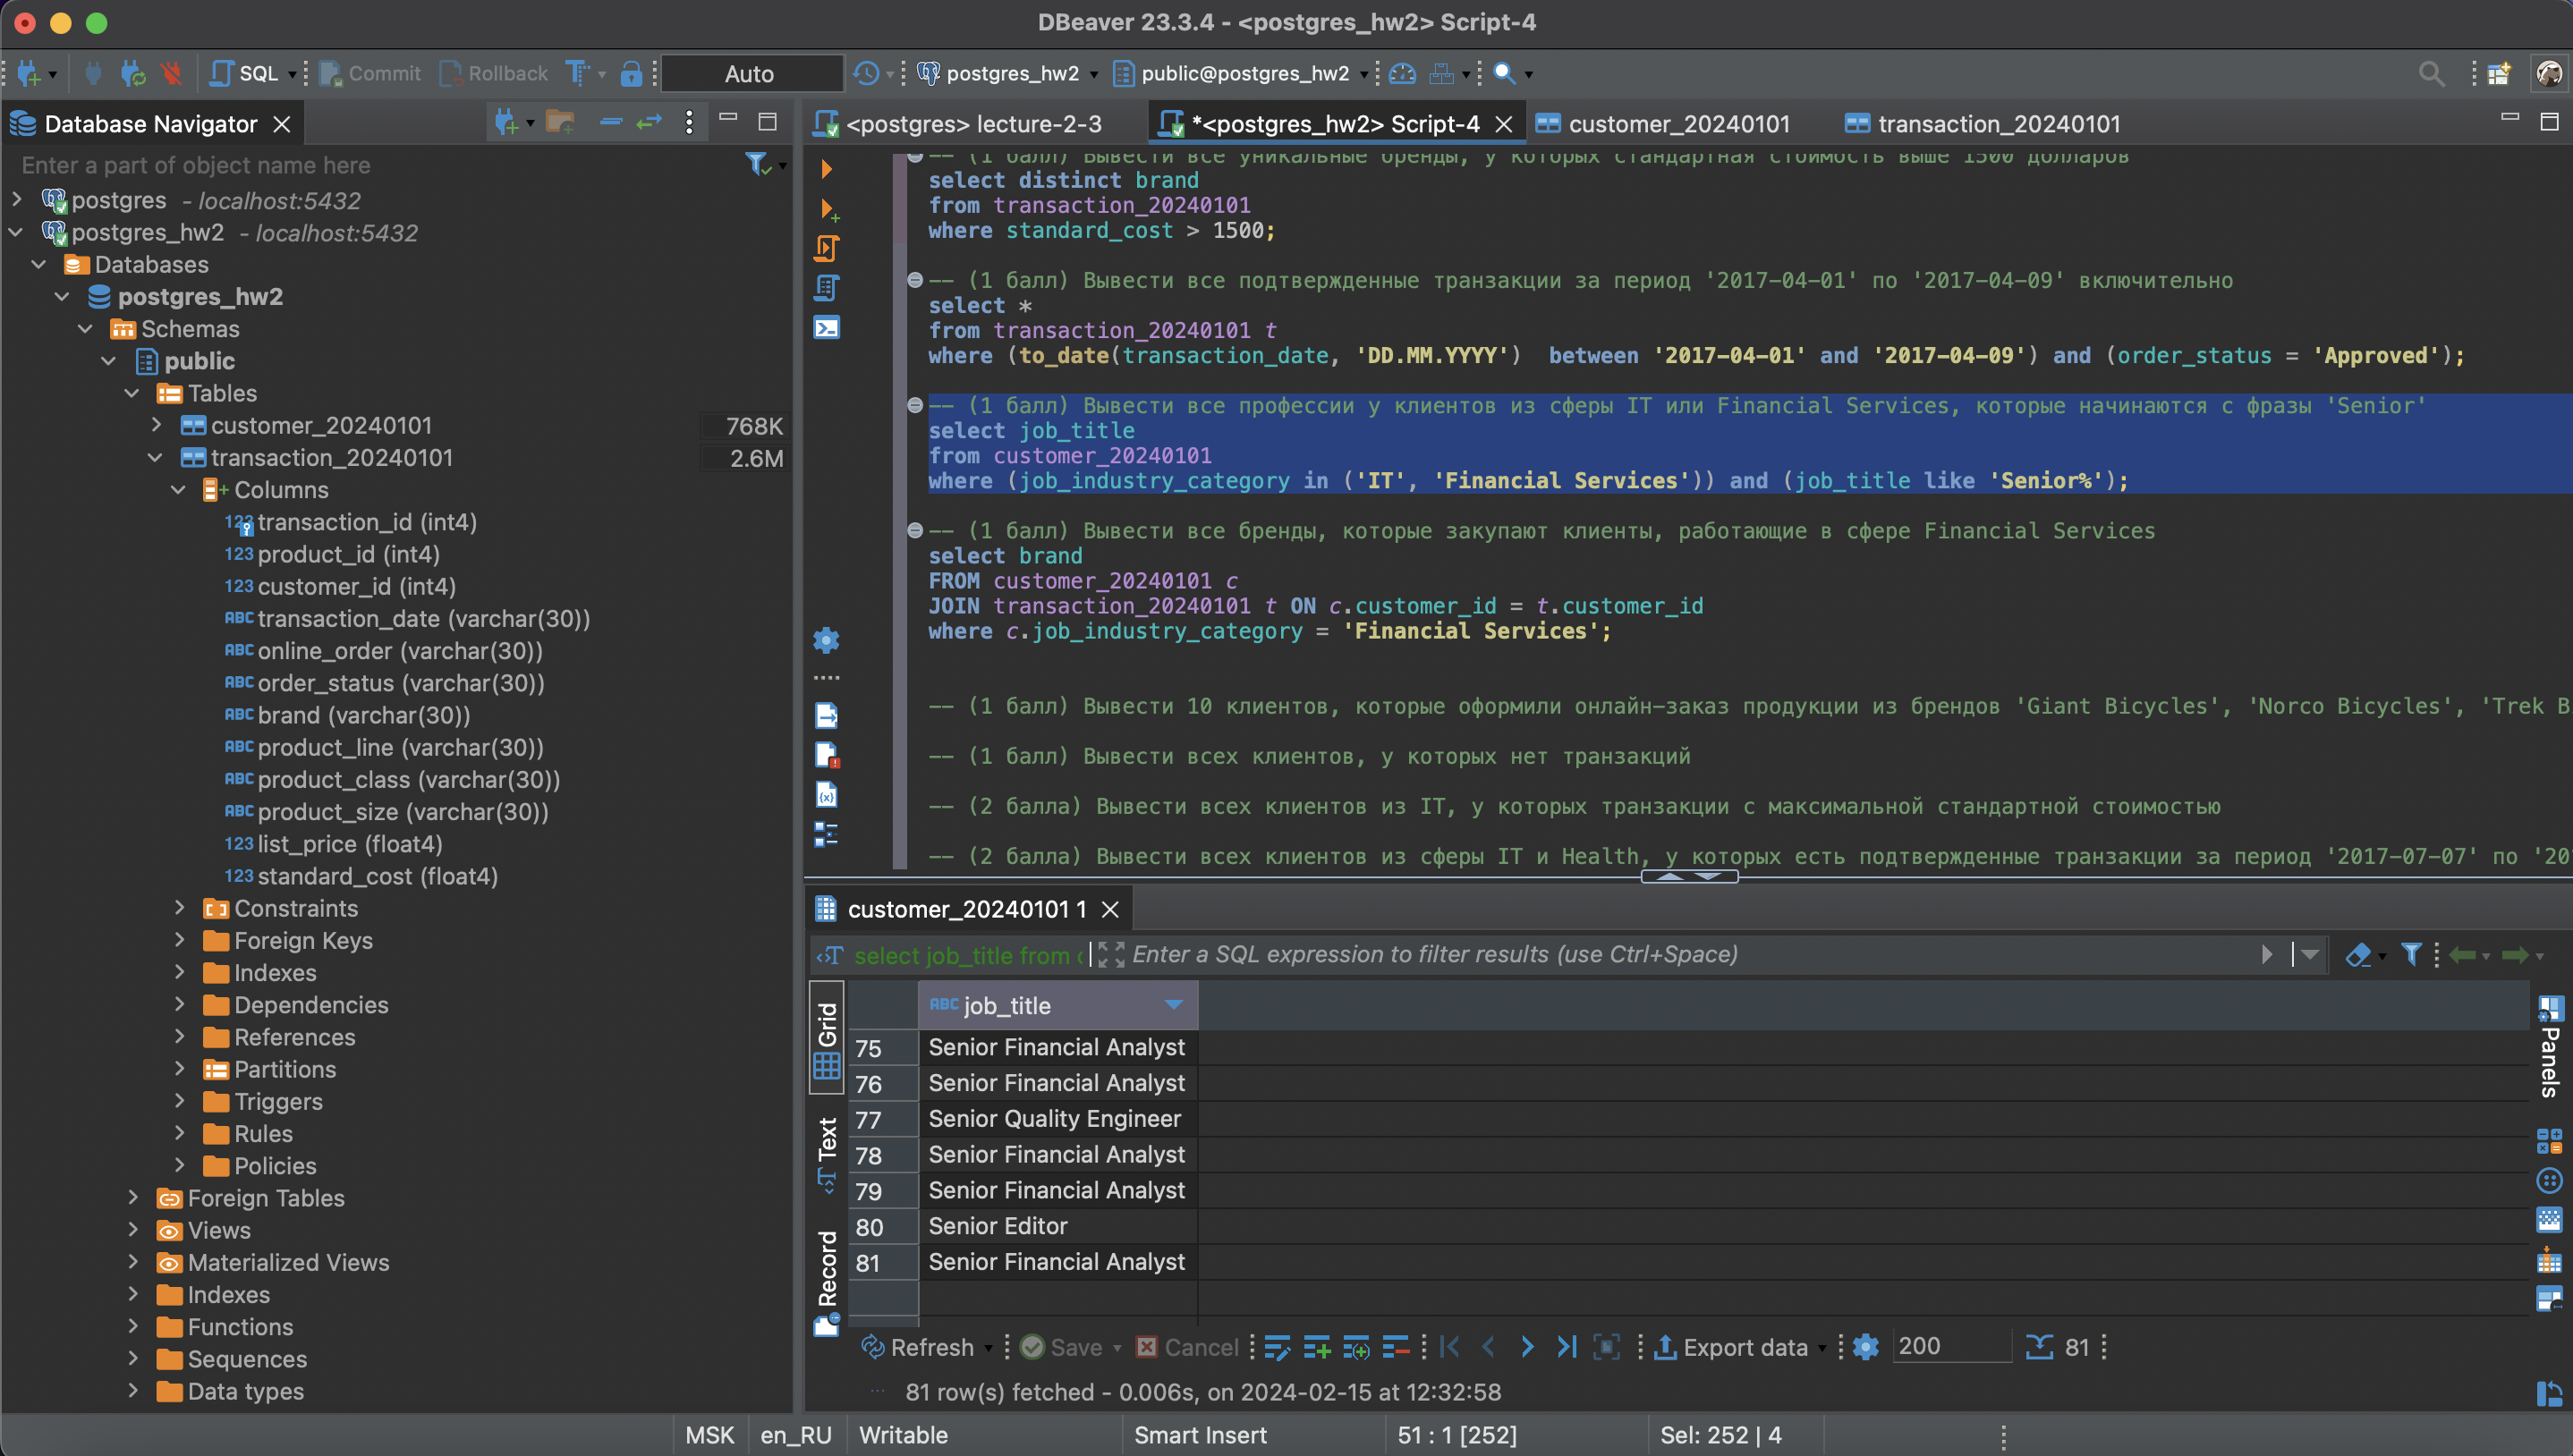 DBeaver 23.3.4 - <postgres_hw2> Script-4
SQL
Commit
Rollback
Auto
postgres_hw2
public@postgres_hw2
Database Navigator
Enter a part of object name here
postgres - localhost:5432
postgres_hw2 - localhost:5432
Databases
postgres_hw2
Schemas
public
Tables
customer_20240101 768K
transaction_20240101 2.6M
Columns
123 transaction_id (int4)
123 product_id (int4)
123 customer_id (int4)
ABC transaction_date (varchar(30))
ABC online_order (varchar(30))
ABC order_status (varchar(30))
ABC brand (varchar(30))
ABC product_line (varchar(30))
ABC product_class (varchar(30))
ABC product_size (varchar(30))
123 list_price (float4)
123 standard_cost (float4)
Constraints
Foreign Keys
Indexes
Dependencies
References
Partitions
Triggers
Rules
Policies
Foreign Tables
Views
Materialized Views
Indexes
Functions
Sequences
Data types
<postgres> lecture-2-3
*<postgres_hw2> Script-4
customer_20240101
transaction_20240101
-- (1 балл) Вывести все уникальные бренды, у которых стандартная стоимость выше 1500 долларов
select distinct brand
from transaction_20240101
where standard_cost > 1500;
-- (1 балл) Вывести все подтвержденные транзакции за период '2017-04-01' по '2017-04-09' включительно
select *
from transaction_20240101 t
where (to_date(transaction_date, 'DD.MM.YYYY')  between '2017-04-01' and '2017-04-09') and (order_status = 'Approved');
-- (1 балл) Вывести все профессии у клиентов из сферы IT или Financial Services, которые начинаются с фразы 'Senior'
select job_title
from customer_20240101
where (job_industry_category in ('IT', 'Financial Services')) and (job_title like 'Senior%');
-- (1 балл) Вывести все бренды, которые закупают клиенты, работающие в сфере Financial Services
select brand
FROM customer_20240101 c
JOIN transaction_20240101 t ON c.customer_id = t.customer_id
where c.job_industry_category = 'Financial Services';
-- (1 балл) Вывести 10 клиентов, которые оформили онлайн-заказ продукции из брендов 'Giant Bicycles', 'Norco Bicycles', 'Trek B
-- (1 балл) Вывести всех клиентов, у которых нет транзакций
-- (2 балла) Вывести всех клиентов из IT, у которых транзакции с максимальной стандартной стоимостью
-- (2 балла) Вывести всех клиентов из сферы IT и Health, у которых есть подтвержденные транзакции за период '2017-07-07' по '20
customer_20240101 1
select job_title from c
Enter a SQL expression to filter results (use Ctrl+Space)
Grid
Text
Record
ABC job_title
75 Senior Financial Analyst
76 Senior Financial Analyst
77 Senior Quality Engineer
78 Senior Financial Analyst
79 Senior Financial Analyst
80 Senior Editor
81 Senior Financial Analyst
Panels
Refresh
Save
Cancel
Export data
200
81
81 row(s) fetched - 0.006s, on 2024-02-15 at 12:32:58
MSK
en_RU
Writable
Smart Insert
51 : 1 [252]
Sel: 252 | 4